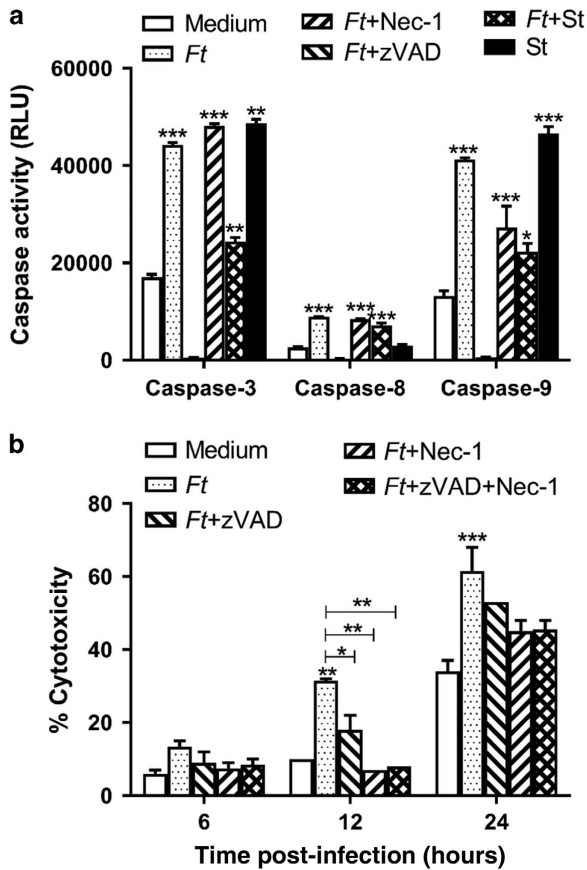 a
Medium
Ft
Ft+Nec-1
Ft+zVAD
Ft+St
St
Caspase activity (RLU)
60000
40000
20000
0
***
***
**
**
***
***
***
***
***
*
***
Caspase-3
Caspase-8
Caspase-9
b
Medium
Ft
Ft+zVAD
Ft+Nec-1
Ft+zVAD+Nec-1
% Cytotoxicity
80
60
40
20
0
**
**
*
**
***
6
12
24
Time post-infection (hours)